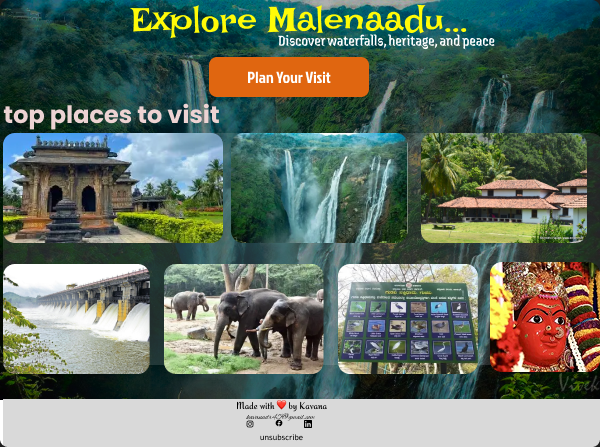 Explore Malenaadu...
Discover waterfalls, heritage, and peace
Plan Your Visit
top places to visit
Made with ❤️ by Kavana
unsubscribe